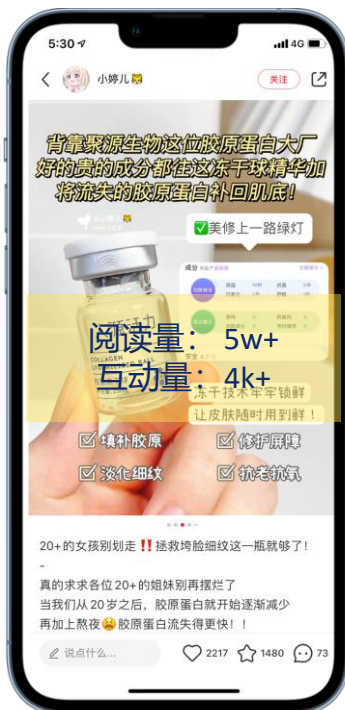 5:30
4G
小婷儿
关注
背靠聚源生物这位胶原蛋白大厂
好的贵的成分都往这冻干球精华加
将流失的胶原蛋白补回肌底！
✅美修上一路绿灯
成分
安全
COLLAGEN
阅读量： 5w+
互动量：4k+
冻干技术牢牢锁鲜
让皮肤随时用到鲜！
填补胶原
修护屏障
淡化细纹
抗老抗氧
20+的女孩别划走‼️拯救垮脸细纹这一瓶就够了！
-
真的求求各位20+的姐妹别再摆烂了
当我们从20岁之后，胶原蛋白就开始逐渐减少
再加上熬夜😫胶原蛋白流失得更快！！
说点什么...
2217
1480
73